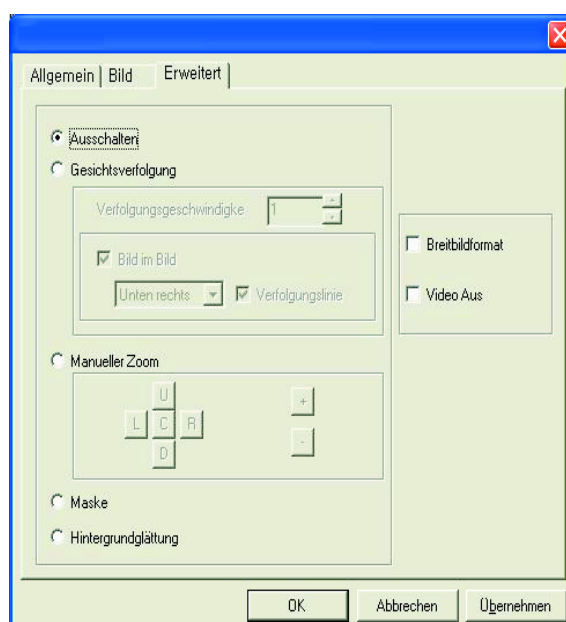 Allgemein Bild Erweitert
Ausschalten
Gesichtsverfolgung
Verfolgungsgeschwindigke 1
Bild im Bild
Unten rechts Verfolgungslinie
Breitbildformat
Video Aus
Manueller Zoom
U
L C R
D
+
-
Maske
Hintergrundglättung
OK Abbrechen Übernehmen